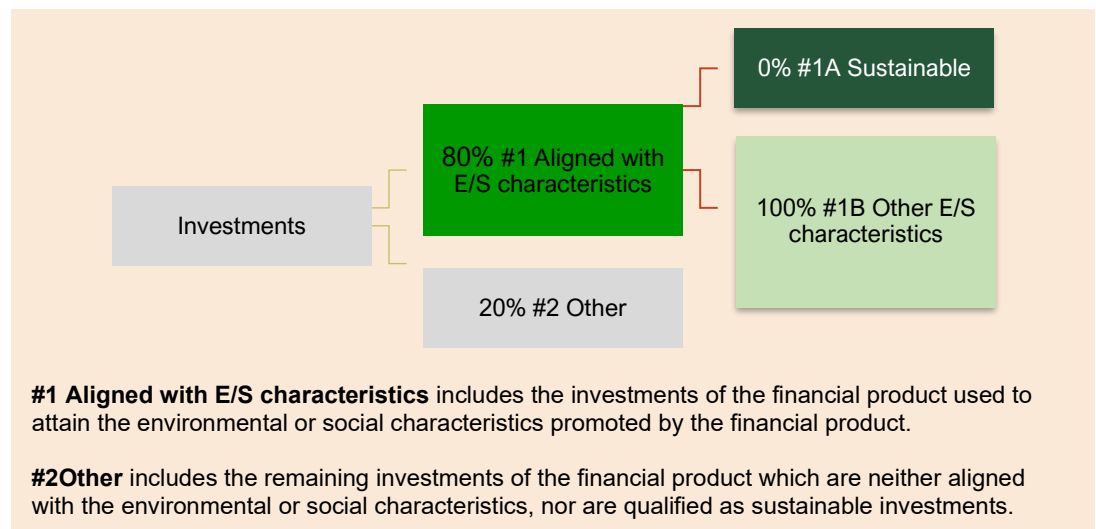 0% #1A Sustainable
80% #1 Aligned with
E/S characteristics
Investments
100% #1B Other E/S
characteristics
20% #2 Other
#1 Aligned with E/S characteristics includes the investments of the financial product used to
attain the environmental or social characteristics promoted by the financial product.
#2Other includes the remaining investments of the financial product which are neither aligned
with the environmental or social characteristics, nor are qualified as sustainable investments.